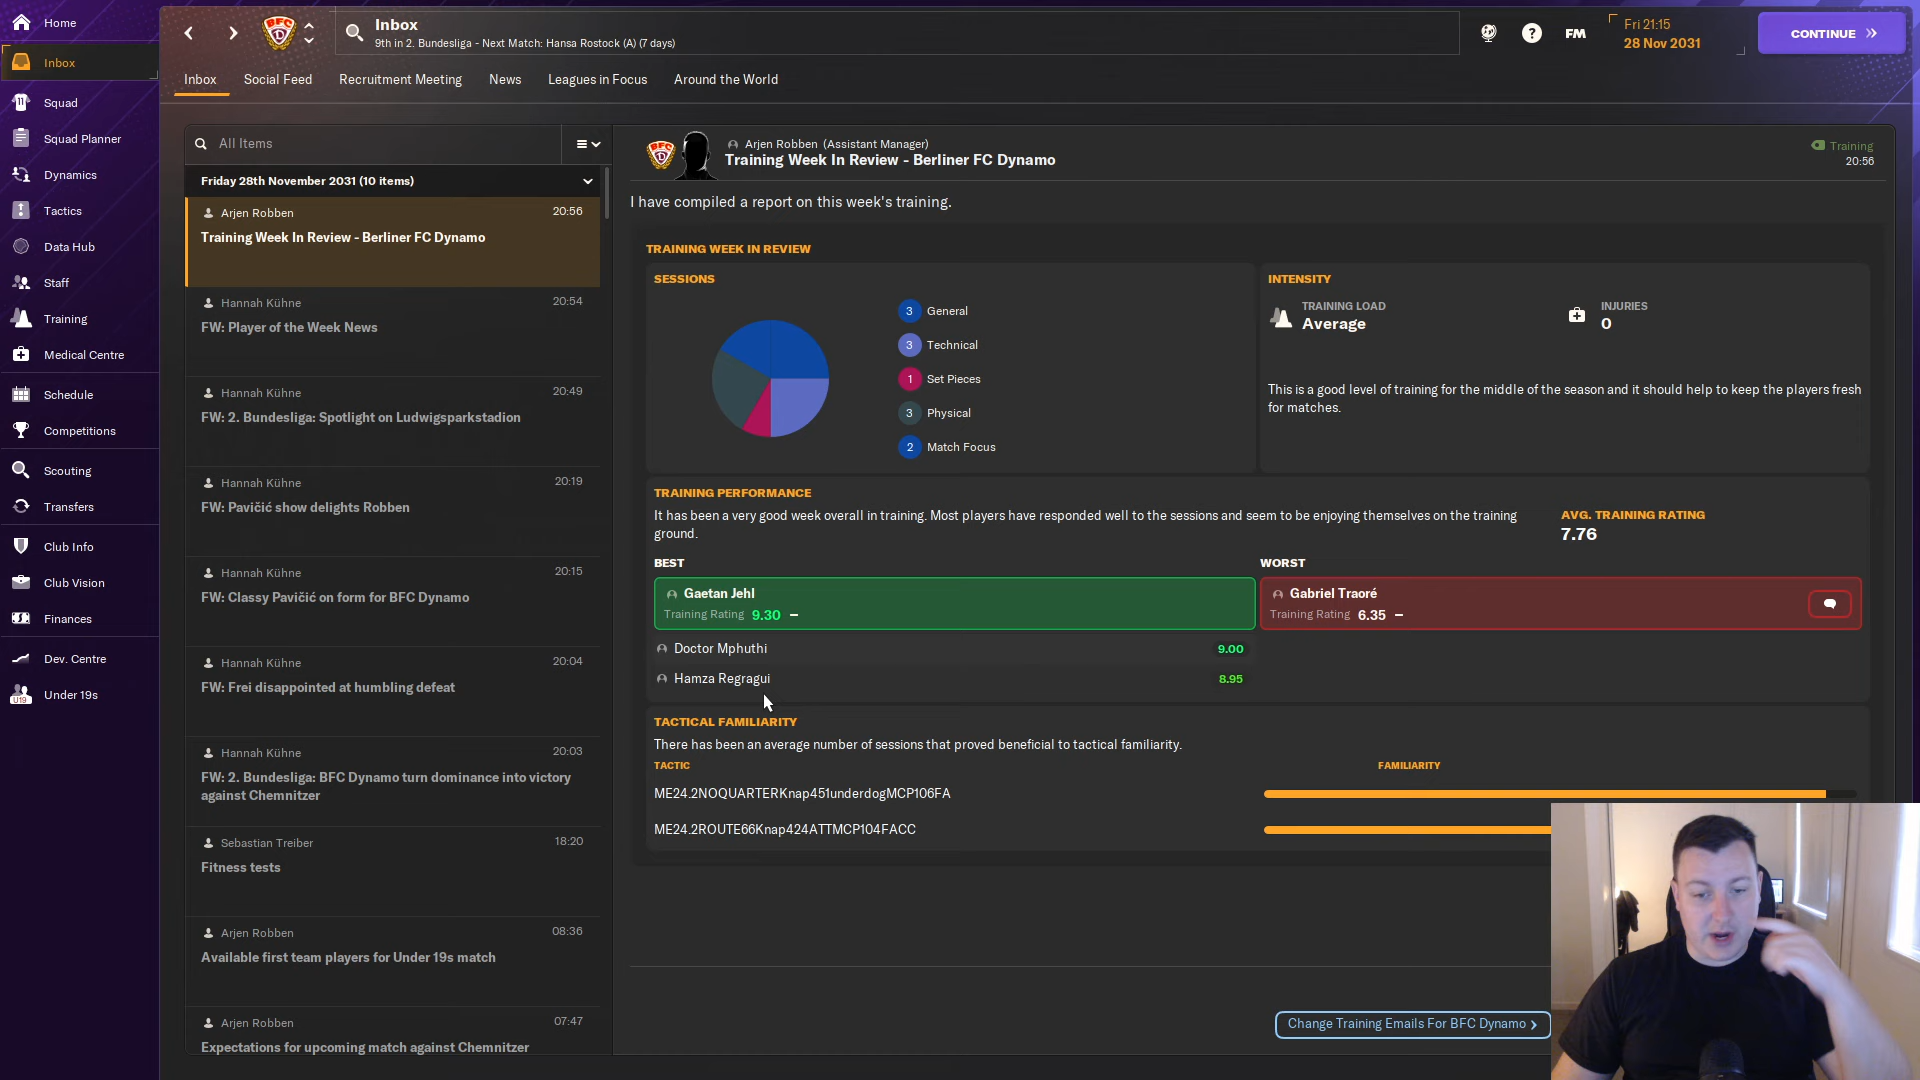 Home
Inbox
Squad
Squad Planner
Dynamics
Tactics
Data Hub
Staff
Training
Medical Centre
Schedule
Competitions
Scouting
Transfers
Club Info
Club Vision
Finances
Dev. Centre
U19
Under 19s
BFC
D
Inbox
9th in 2. Bundesliga - Next Match: Hansa Rostock (A) (7 days)
?
FM
Fri 21:15
28 Nov 2031
CONTINUE
Inbox
Social Feed
Recruitment Meeting
News
Leagues in Focus
Around the World
All Items
Friday 28th November 2031 (10 items)
Arjen Robben
20:56
Training Week In Review - Berliner FC Dynamo
Hannah Kühne
20:54
FW: Player of the Week News
Hannah Kühne
20:49
FW: 2. Bundesliga: Spotlight on Ludwigsparkstadion
Hannah Kühne
20:19
FW: Pavičić show delights Robben
Hannah Kühne
20:15
FW: Classy Pavičić on form for BFC Dynamo
Hannah Kühne
20:04
FW: Frei disappointed at humbling defeat
Hannah Kühne
20:03
FW: 2. Bundesliga: BFC Dynamo turn dominance into victory
against Chemnitzer
Sebastian Treiber
18:20
Fitness tests
Arjen Robben
08:36
Available first team players for Under 19s match
Arjen Robben
07:47
Expectations for upcoming match against Chemnitzer
BFC
D
Arjen Robben (Assistant Manager)
Training Week In Review - Berliner FC Dynamo
Training
20:56
I have compiled a report on this week's training.
TRAINING WEEK IN REVIEW
SESSIONS
3 General
3 Technical
1 Set Pieces
3 Physical
2 Match Focus
INTENSITY
TRAINING LOAD
Average
INJURIES
0
This is a good level of training for the middle of the season and it should help to keep the players fresh
for matches.
TRAINING PERFORMANCE
It has been a very good week overall in training. Most players have responded well to the sessions and seem to be enjoying themselves on the training
ground.
AVG. TRAINING RATING
7.76
BEST
Gaetan Jehl
Training Rating 9.30 –
Doctor Mphuthi
9.00
Hamza Regragui
8.95
WORST
Gabriel Traoré
Training Rating 6.35 –
TACTICAL FAMILIARITY
There has been an average number of sessions that proved beneficial to tactical familiarity.
TACTIC
FAMILIARITY
ME24.2NOQUARTERKnap451underdogMCP106FA
ME24.2ROUTE66Knap424ATTMCP104FACC
Change Training Emails For BFC Dynamo >